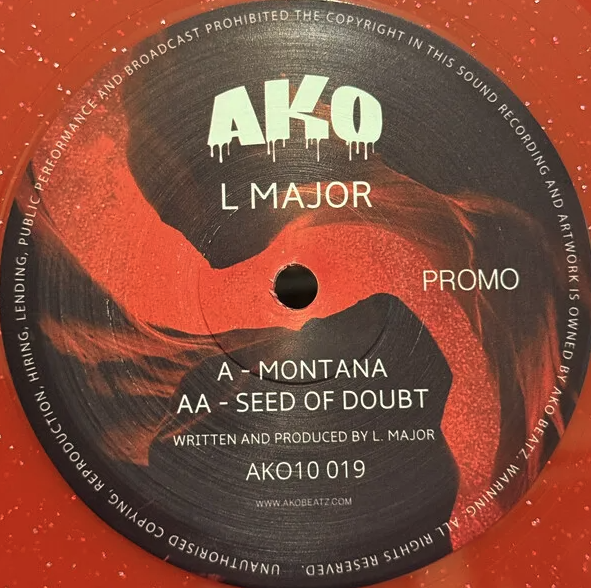 AKO
L MAJOR
PROMO
A - MONTANA
AA - SEED OF DOUBT
WRITTEN AND PRODUCED BY L. MAJOR
AKO10 019
WWW.AKOBEATZ.COM
THE COPYRIGHT IN THIS SOUND RECORDING AND ARTWORK IS OWNED BY AKO BEATZ. WARNING, ALL RIGHTS RESERVED. UNAUTHORISED COPYING, REPRODUCTION, HIRING, LENDING, PUBLIC PERFORMANCE AND BROADCAST PROHIBITED